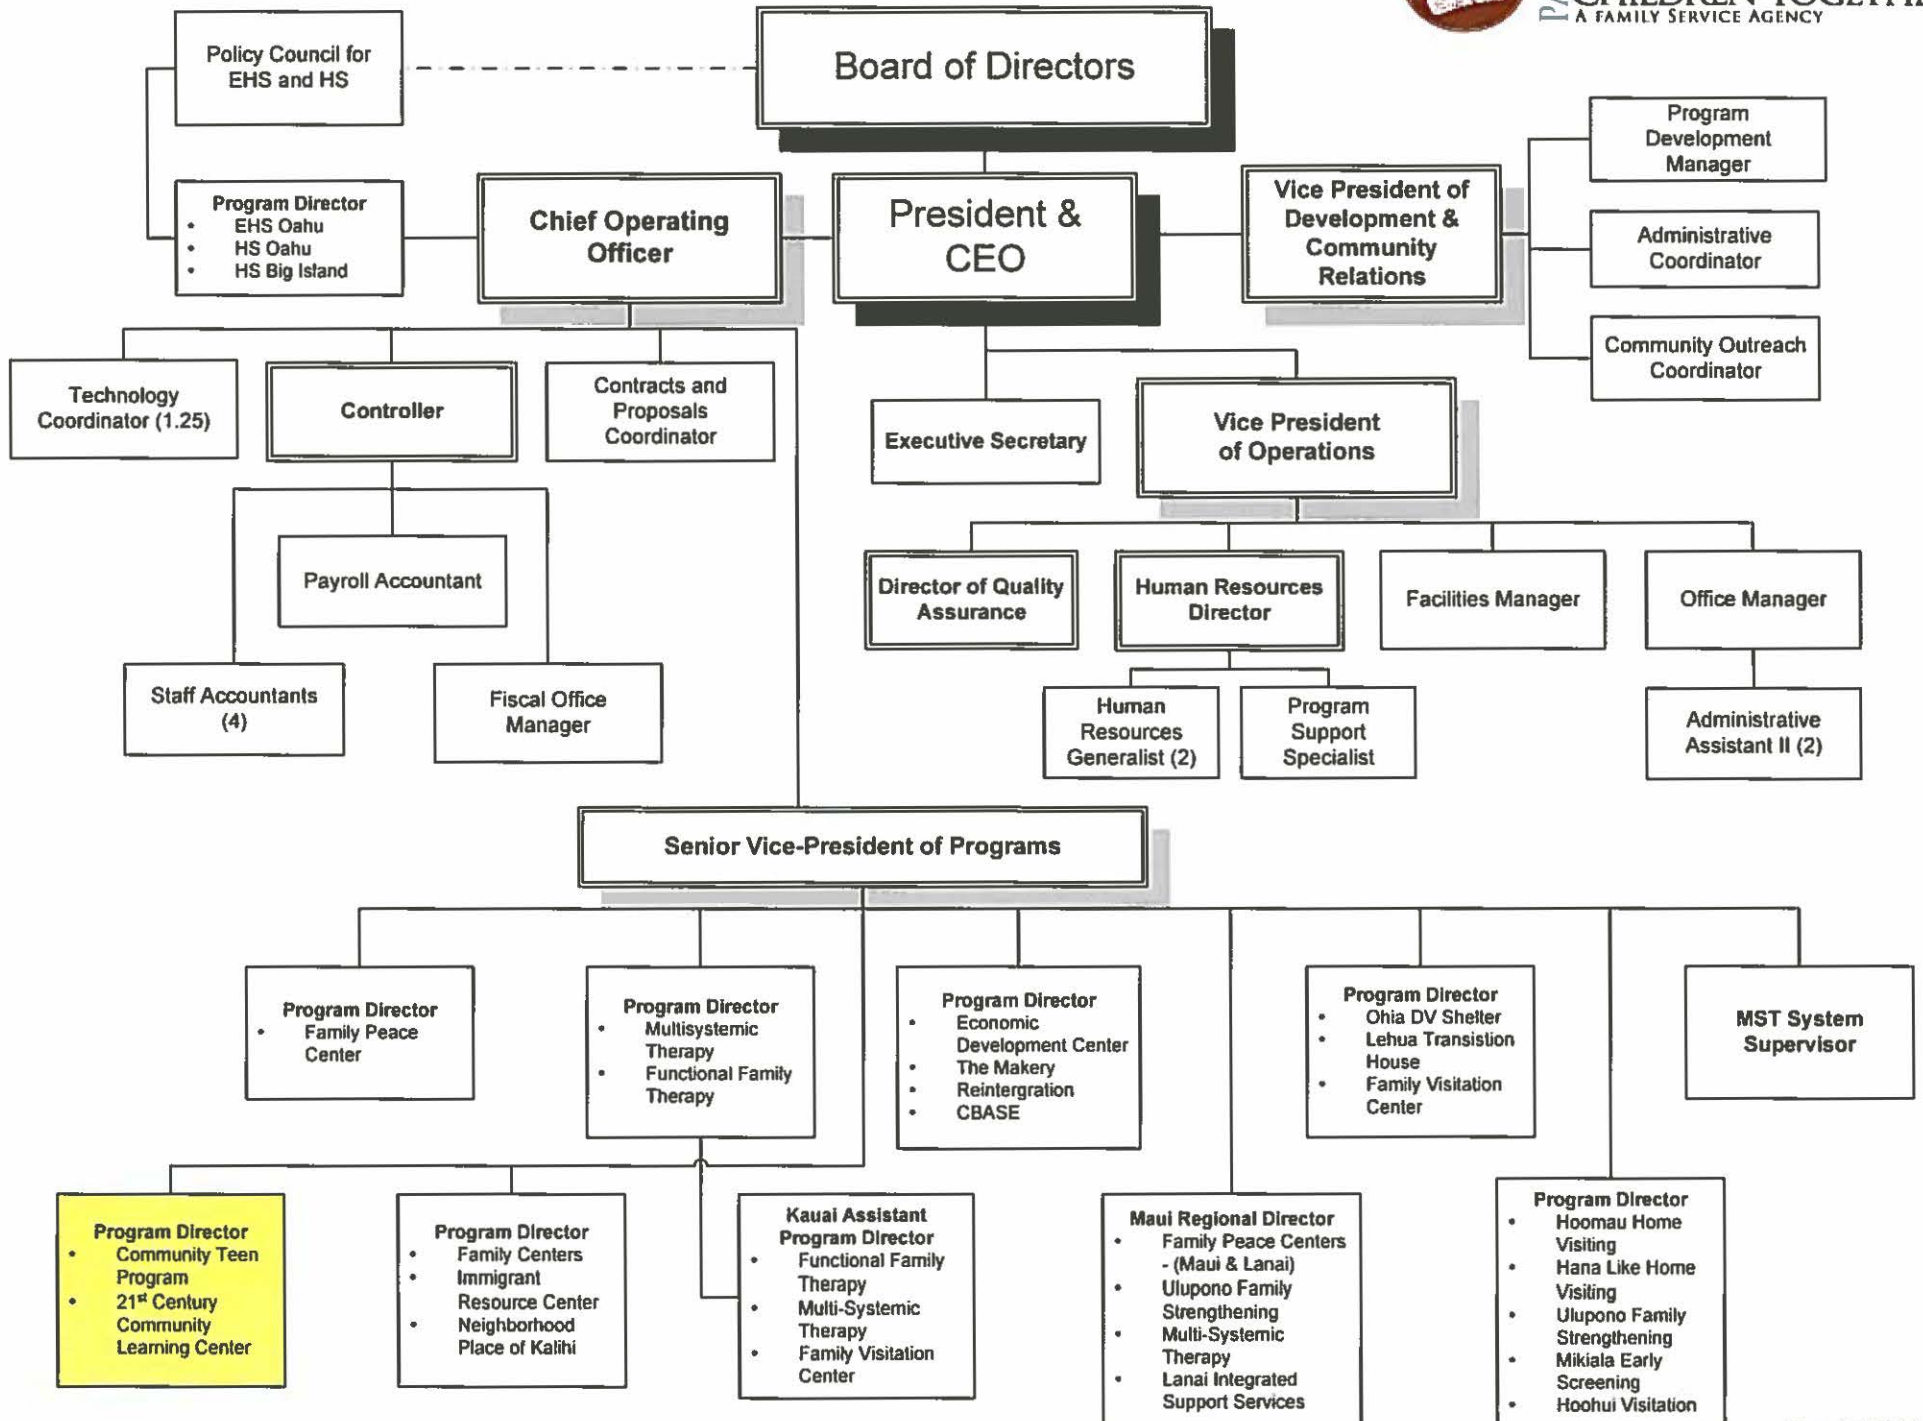 CHILDREN TOGETH
A FAMILY SERVICE AGENCY
Policy Council for
EHS and HS
Board of Directors
Program
Development
Manager
Program Director
• EHS Oahu
• HS Oahu
• HS Big Island
Chief Operating
Officer
President &
CEO
Vice President of
Development &
Community
Relations
Administrative
Coordinator
Community Outreach
Coordinator
Technology
Coordinator (1.25)
Controller
Contracts and
Proposals
Coordinator
Executive Secretary
Vice President
of Operations
Payroll Accountant
Director of Quality
Assurance
Human Resources
Director
Facilities Manager
Office Manager
Staff Accountants
(4)
Fiscal Office
Manager
Human
Resources
Generalist (2)
Program
Support
Specialist
Administrative
Assistant II (2)
Senior Vice-President of Programs
Program Director
• Family Peace
Center
Program Director
• Multisystemic
Therapy
• Functional Family
Therapy
Program Director
• Economic
Development Center
• The Makery
• Reintergration
• CBASE
Program Director
• Ohia DV Shelter
• Lehua Transistion
House
• Family Visitation
Center
MST System
Supervisor
Program Director
• Community Teen
Program
• 21st Century
Community
Learning Center
Program Director
• Family Centers
• Immigrant
Resource Center
• Neighborhood
Place of Kalihi
Kauai Assistant
Program Director
• Functional Family
Therapy
• Multi-Systemic
Therapy
• Family Visitation
Center
Maui Regional Director
• Family Peace Centers
- (Maui & Lanai)
• Ulupono Family
Strengthening
• Multi-Systemic
Therapy
• Lanai Integrated
Support Services
Program Director
• Hoomau Home
Visiting
• Hana Like Home
Visiting
• Ulupono Family
Strengthening
• Mikiala Early
Screening
• Hoohui Visitation